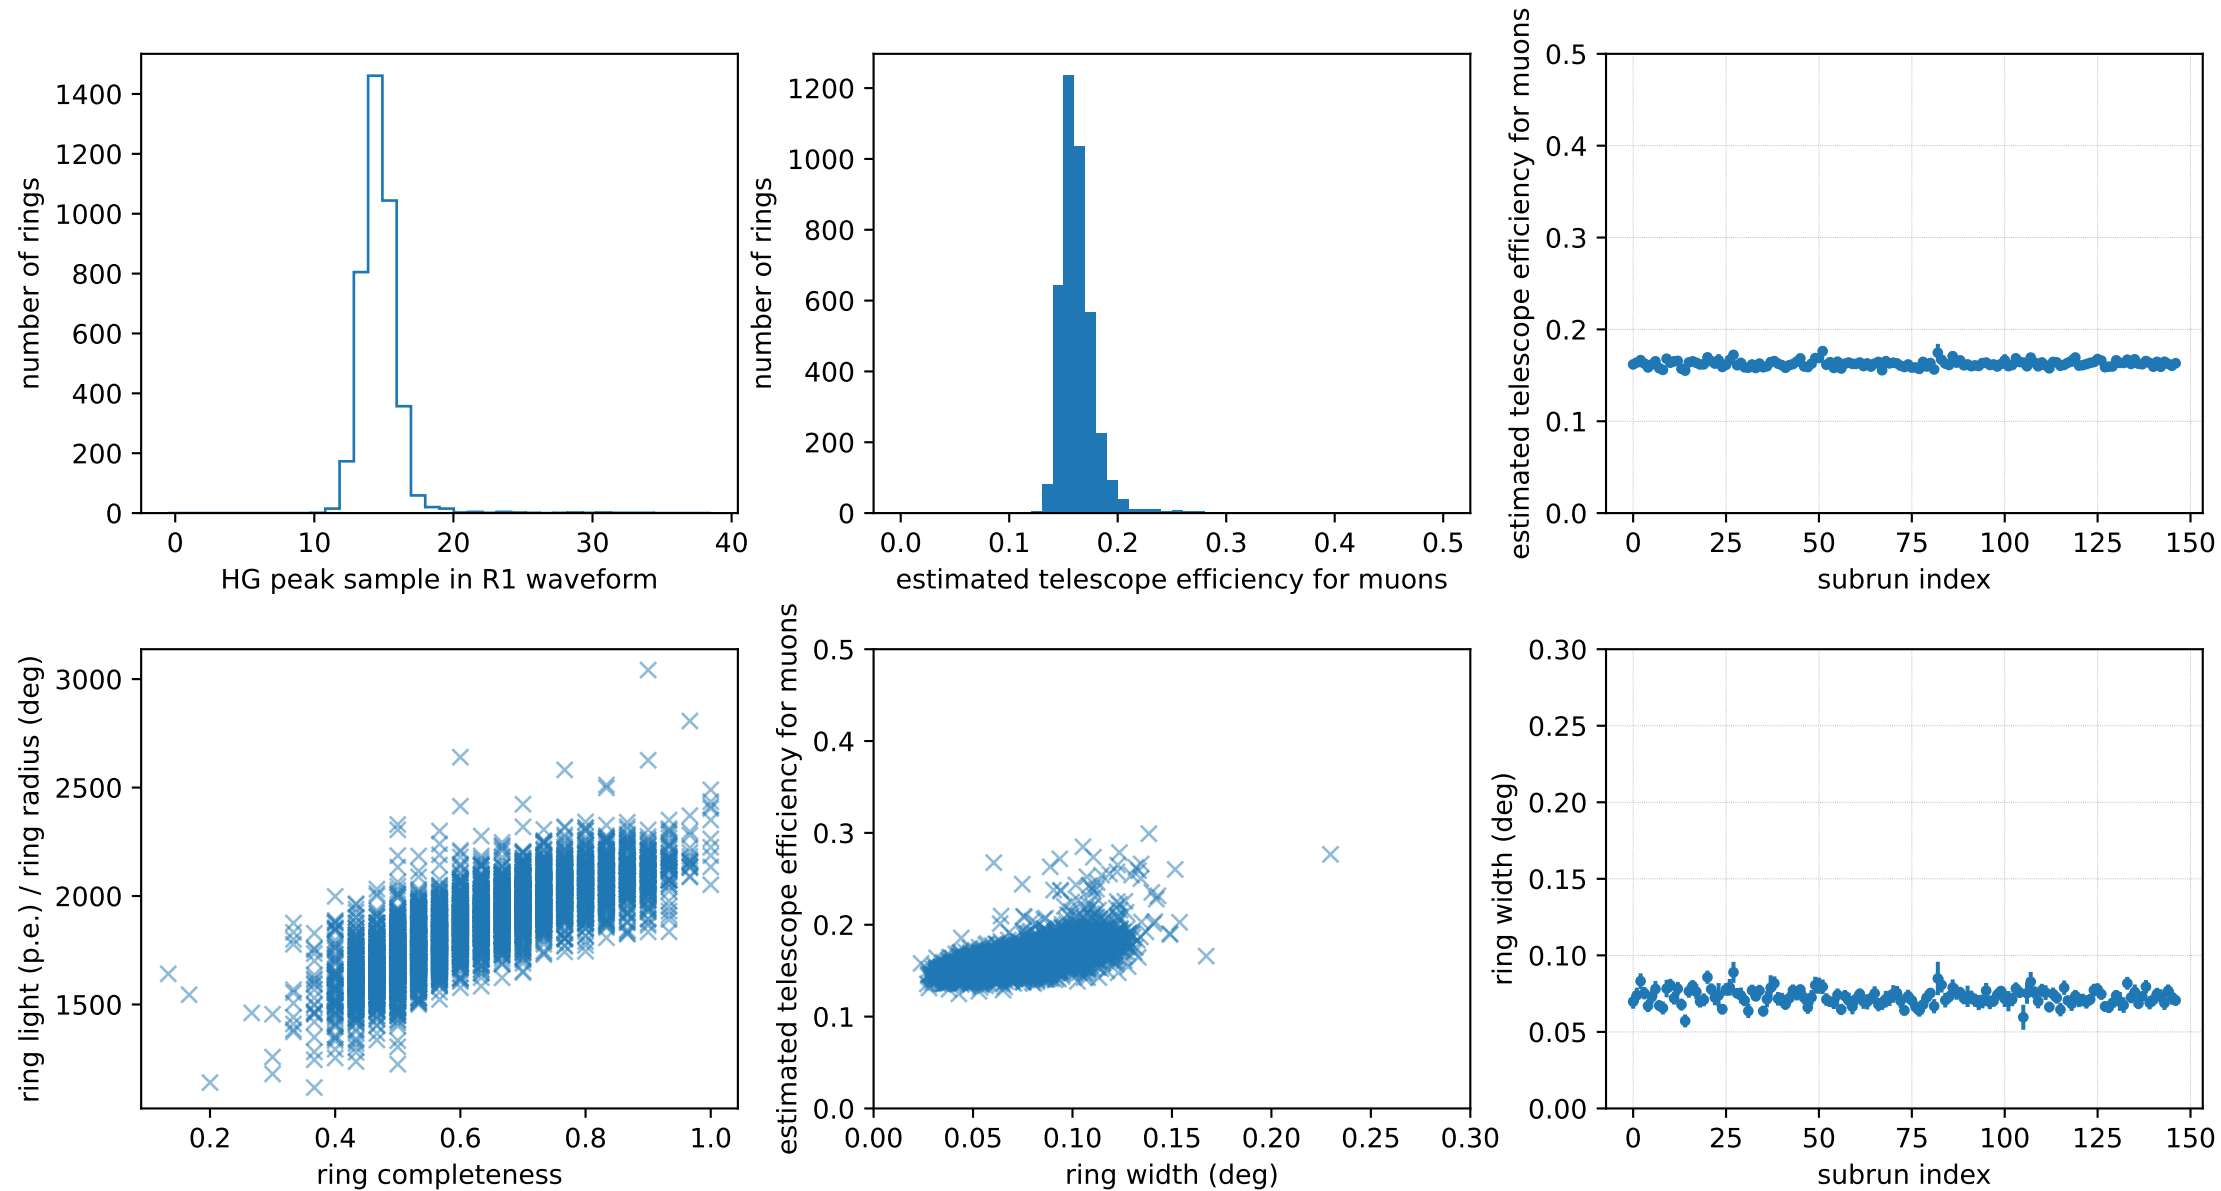 number of rings
0
200
400
600
800
1000
1200
1400
0 10 20 30 40
HG peak sample in R1 waveform
number of rings
0
200
400
600
800
1000
1200
0.0 0.1 0.2 0.3 0.4 0.5
estimated telescope efficiency for muons
estimated telescope efficiency for muons
0.5
0.4
0.3
0.2
0.1
0.0
0 25 50 75 100 125 150
subrun index
ring light (p.e.) / ring radius (deg)
3000
2500
2000
1500
0.2 0.4 0.6 0.8 1.0
ring completeness
estimated telescope efficiency for muons
0.5
0.4
0.3
0.2
0.1
0.0
0.00 0.05 0.10 0.15 0.20 0.25 0.30
ring width (deg)
ring width (deg)
0.30
0.25
0.20
0.15
0.10
0.05
0.00
0 25 50 75 100 125 150
subrun index